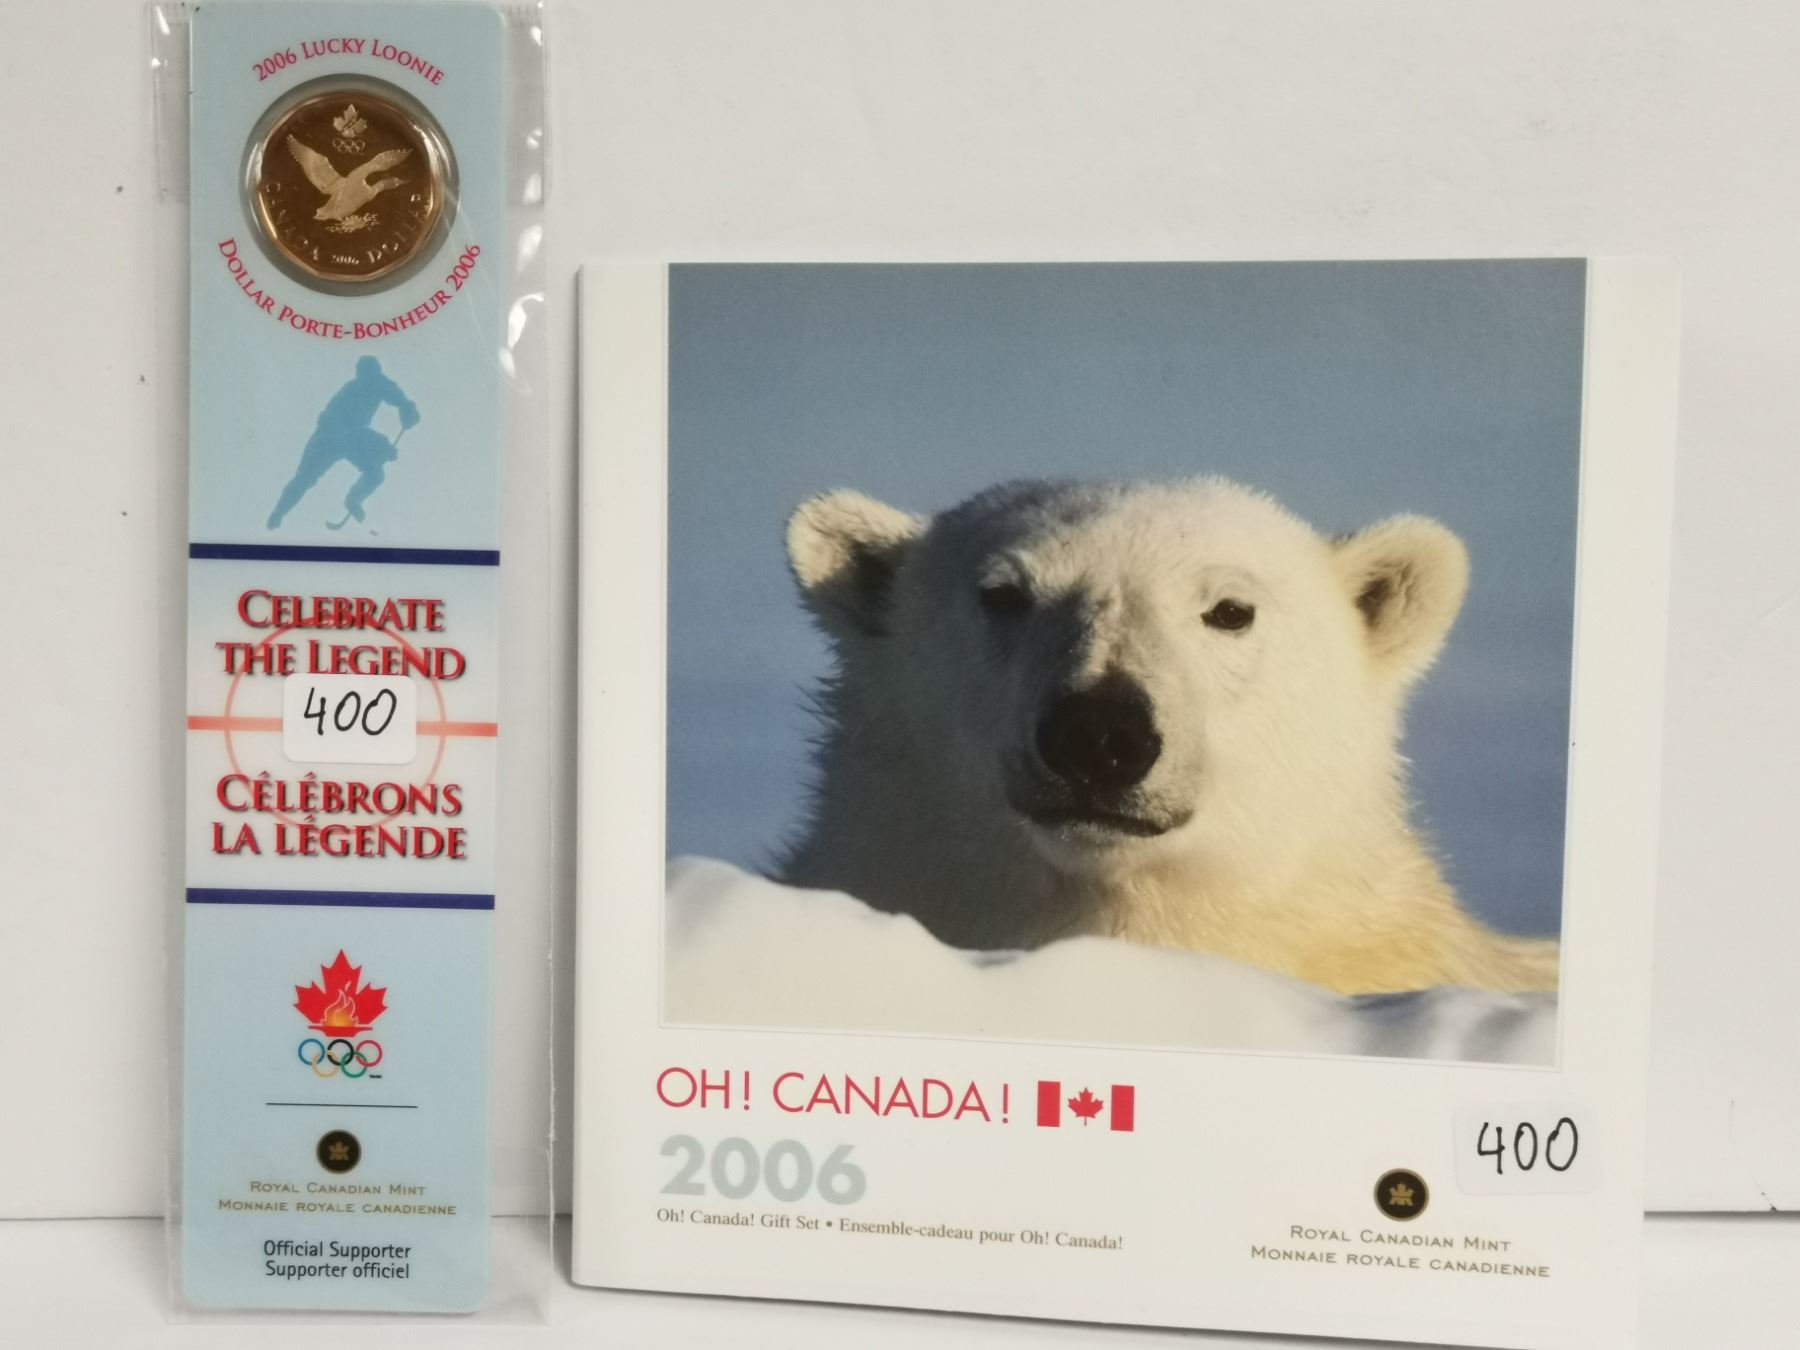 2006 LUCKY LOONIE
CANADA 2006 DOLLAR
DOLLAR PORTE-BONHEUR 2006
CELEBRATE
THE LEGEND
400
CÉLÉBRONS
LA LÉGENDE
ROYAL CANADIAN MINT
MONNAIE ROYALE CANADIENNE
Official Supporter
Supporter officiel
OH! CANADA!
2006
Oh! Canada! Gift Set • Ensemble-cadeau pour Oh! Canada!
400
ROYAL CANADIAN MINT
MONNAIE ROYALE CANADIENNE